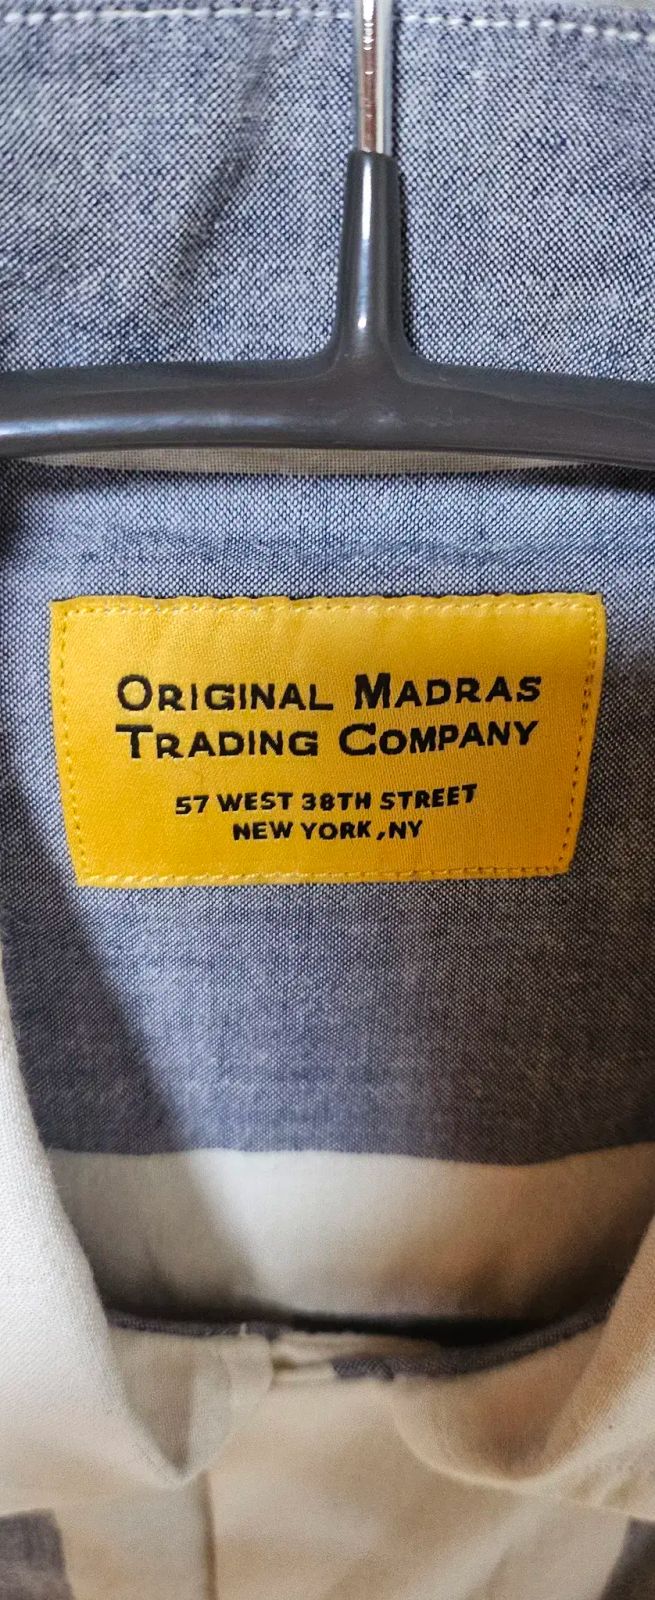 ORIGINAL MADRAS
TRADING COMPANY
57 WEST 38TH STREET
NEW YORK, NY